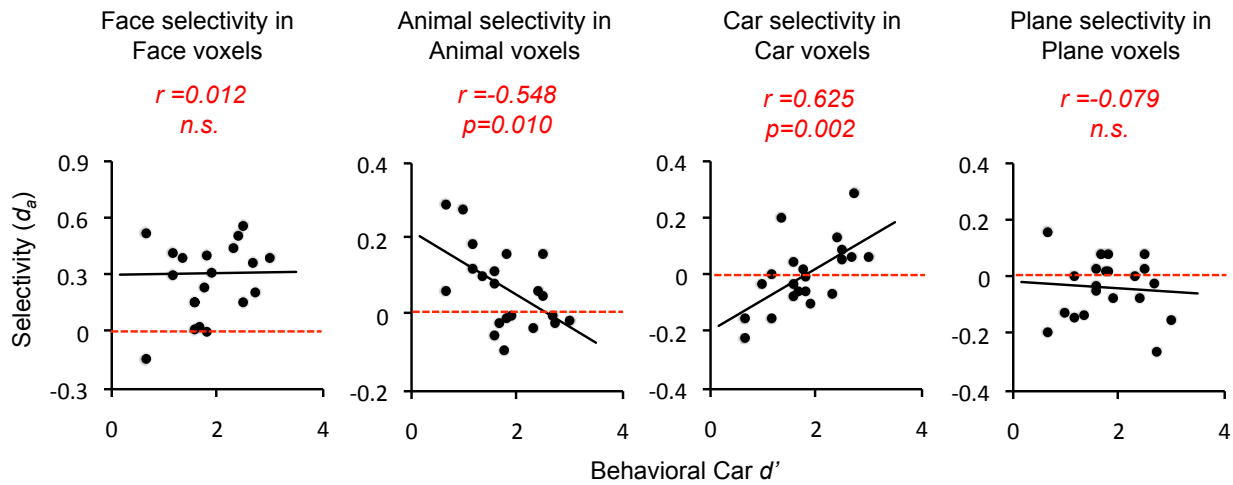 Face selectivity in
Face voxels
r =0.012
n.s.
Animal selectivity in
Animal voxels
r =-0.548
p=0.010
Car selectivity in
Car voxels
r =0.625
p=0.002
Plane selectivity in
Plane voxels
r =-0.079
n.s.
Selectivity (dₐ)
0.9
0.6
0.3
0
-0.3
0 2 4
0.4
0.2
0
-0.2
0 2 4
0.4
0.2
0
-0.2
-0.4
0 2 4
0.4
0.2
0
-0.2
0.4
0 2 4
Behavioral Car d'